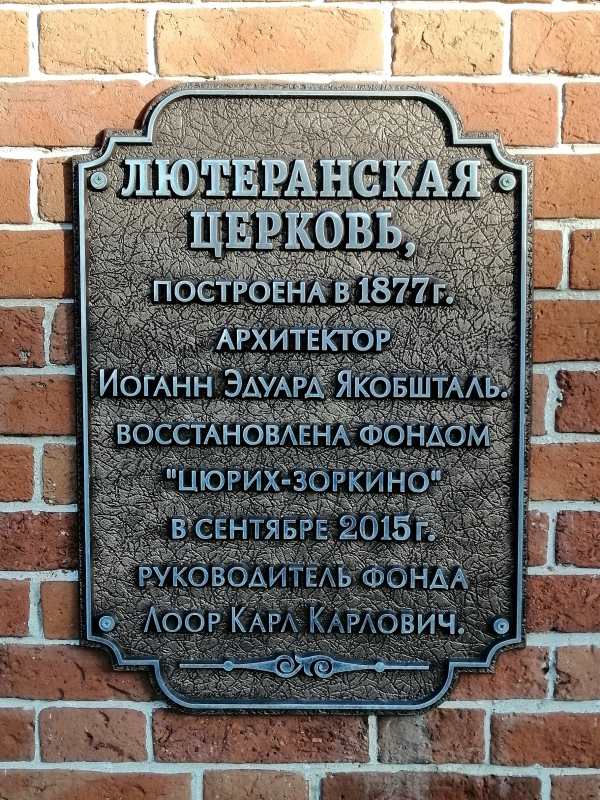 ЛЮТЕРАНСКАЯ
ЦЕРКОВЬ,
ПОСТРОЕНА В 1877 Г.
АРХИТЕКТОР
ИОГАНН ЭДУАРД ЯКОБШТАЛЬ.
ВОССТАНОВЛЕНА ФОНДОМ
"ЦЮРИХ-ЗОРКИНО"
В СЕНТЯБРЕ 2015 Г.
РУКОВОДИТЕЛЬ ФОНДА
ЛООР КАРЛ КАРЛОВИЧ.